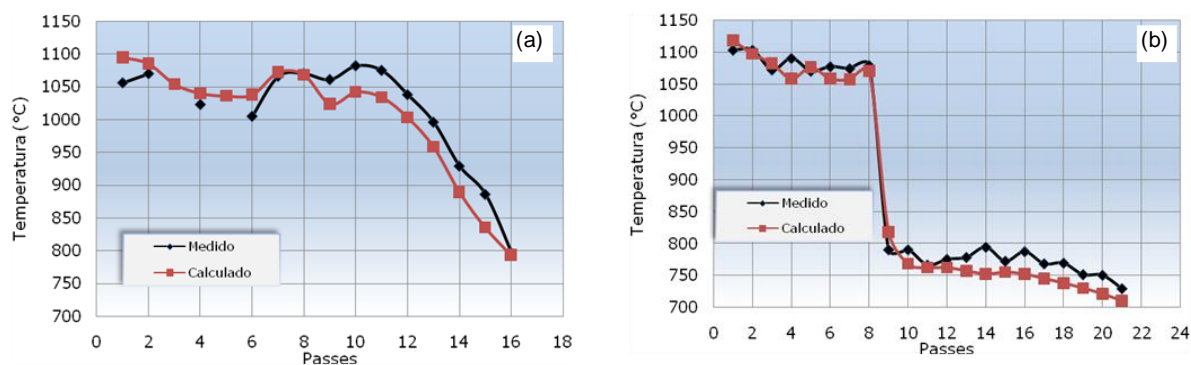 (a)
Temperatura (°C)
1150
1100
1050
1000
950
900
850
800
750
700
Medido
Calculado
0 2 4 6 8 10 12 14 16 18
Passes
(b)
Temperatura (°C)
1150
1100
1050
1000
950
900
850
800
750
700
Medido
Calculado
0 2 4 6 8 10 12 14 16 18 20 22 24
Passes